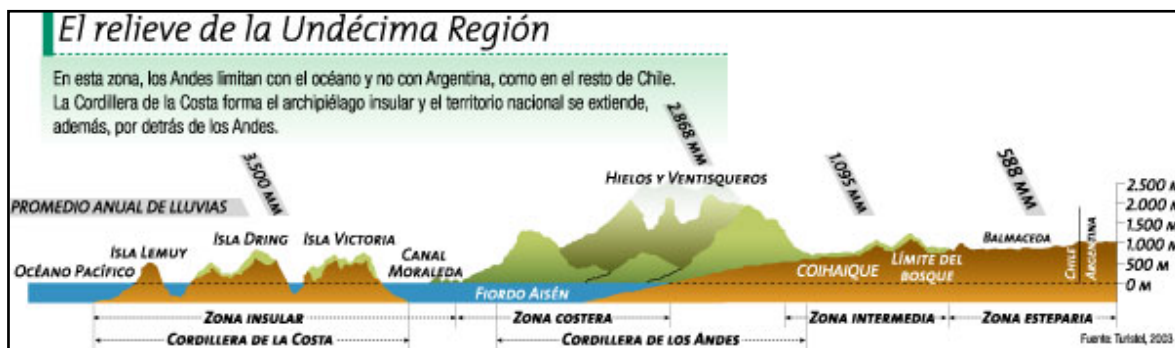 El relieve de la Undécima Región
En esta zona, los Andes limitan con el océano y no con Argentina, como en el resto de Chile.
La Cordillera de la Costa forma el archipiélago insular y el territorio nacional se extiende,
además, por detrás de los Andes.
PROMEDIO ANUAL DE LLUVIAS
3.500 MM
2.868 MM
1.095 MM
588 MM
HIELOS Y VENTISQUEROS
ISLA LEMUY
ISLA DRING
ISLA VICTORIA
CANAL
MORALEDA
OCÉANO PACÍFICO
FIORDO AISÉN
COIHAIQUE
LÍMITE DEL
BOSQUE
BALMACEDA
CHILE
ARGENTINA
2.500 M
2.000 M
1.500 M
1.000 M
500 M
0 M
ZONA INSULAR
ZONA COSTERA
ZONA INTERMEDIA
ZONA ESTEPARIA
CORDILLERA DE LA COSTA
CORDILLERA DE LOS ANDES
Fuente: Turistel, 2003